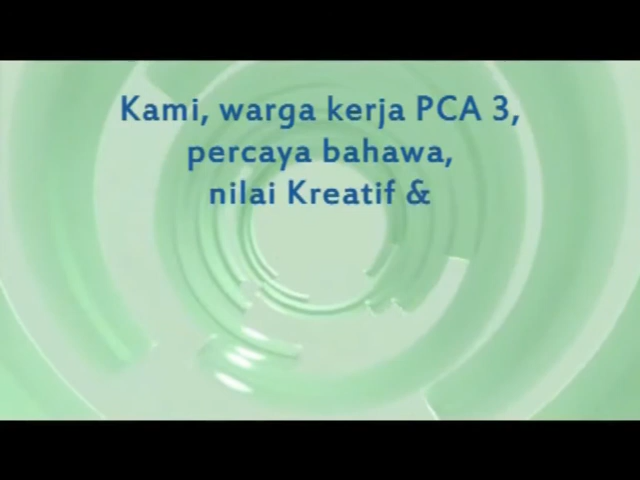 Kami, warga kerja PCA 3,
percaya bahawa,
nilai Kreatif &